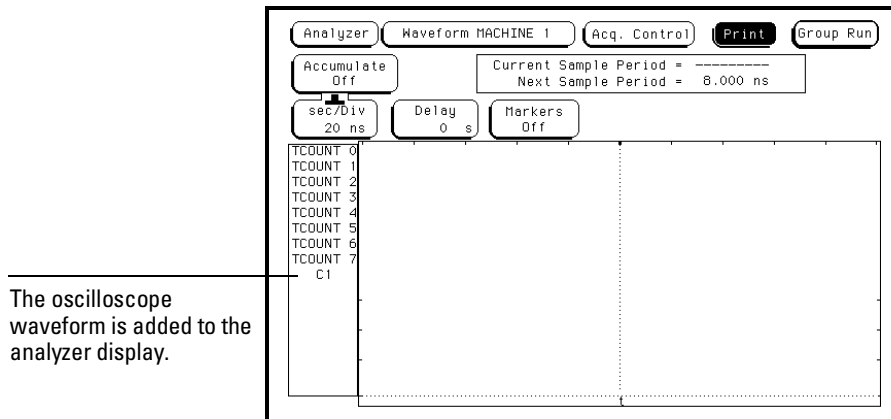 Analyzer Waveform MACHINE 1 Acq. Control Print Group Run
Accumulate
Off
Current Sample Period = ---------
Next Sample Period = 8.000 ns
sec/Div
20 ns
Delay
0 s
Markers
Off
TCOUNT 0
TCOUNT 1
TCOUNT 2
TCOUNT 3
TCOUNT 4
TCOUNT 5
TCOUNT 6
TCOUNT 7
C1
The oscilloscope
waveform is added to the
analyzer display.
t